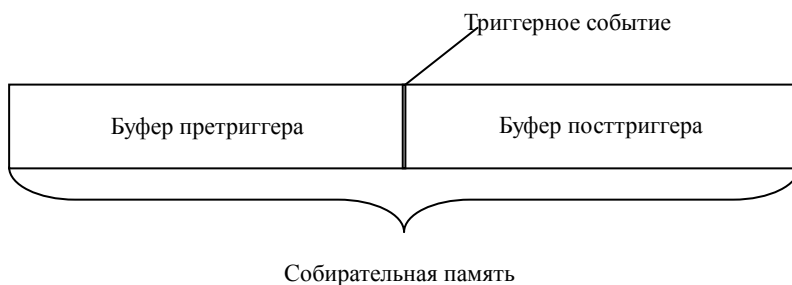 Триггерное событие
Буфер претриггера
Буфер посттриггера
Собирательная память